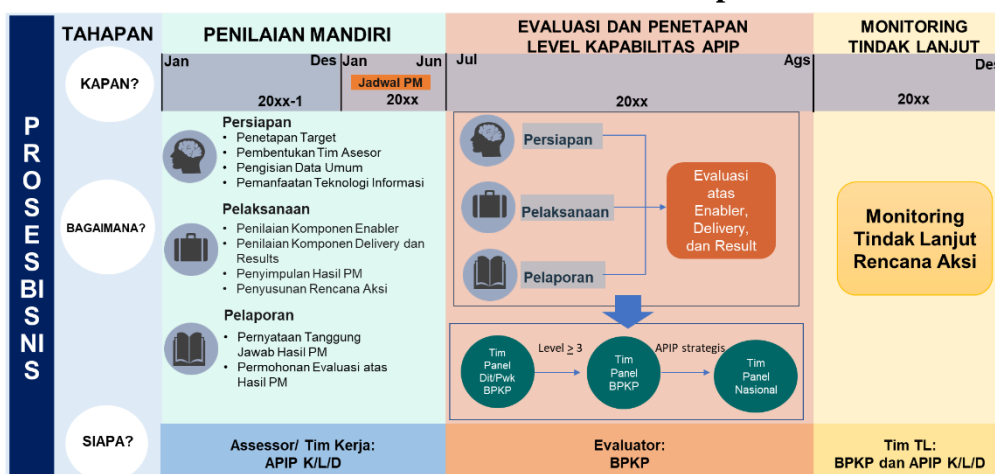 PROSES BISNIS
TAHAPAN
PENILAIAN MANDIRI
EVALUASI DAN PENETAPAN
LEVEL KAPABILITAS APIP
MONITORING
TINDAK LANJUT
KAPAN?
Jan
Des
Jan
Jun
Jadwal PM
20xx-1
20xx
Jul
Ags
20xx
Des
20xx
BAGAIMANA?
Persiapan
• Penetapan Target
• Pembentukan Tim Asesor
• Pengisian Data Umum
• Pemanfaatan Teknologi Informasi
Pelaksanaan
• Penilaian Komponen Enabler
• Penilaian Komponen Delivery dan
Results
• Penyimpulan Hasil PM
• Penyusunan Rencana Aksi
Pelaporan
• Pernyataan Tanggung
Jawab Hasil PM
• Permohonan Evaluasi atas
Hasil PM
Persiapan
Pelaksanaan
Pelaporan
Evaluasi
atas
Enabler,
Delivery,
dan Result
Tim
Panel
Dit/Pwk
BPKP
Level ≥ 3
Tim
Panel
BPKP
APIP strategis
Tim
Panel
Nasional
Monitoring
Tindak Lanjut
Rencana Aksi
SIAPA?
Assessor/ Tim Kerja:
APIP K/L/D
Evaluator:
BPKP
Tim TL:
BPKP dan APIP K/L/D